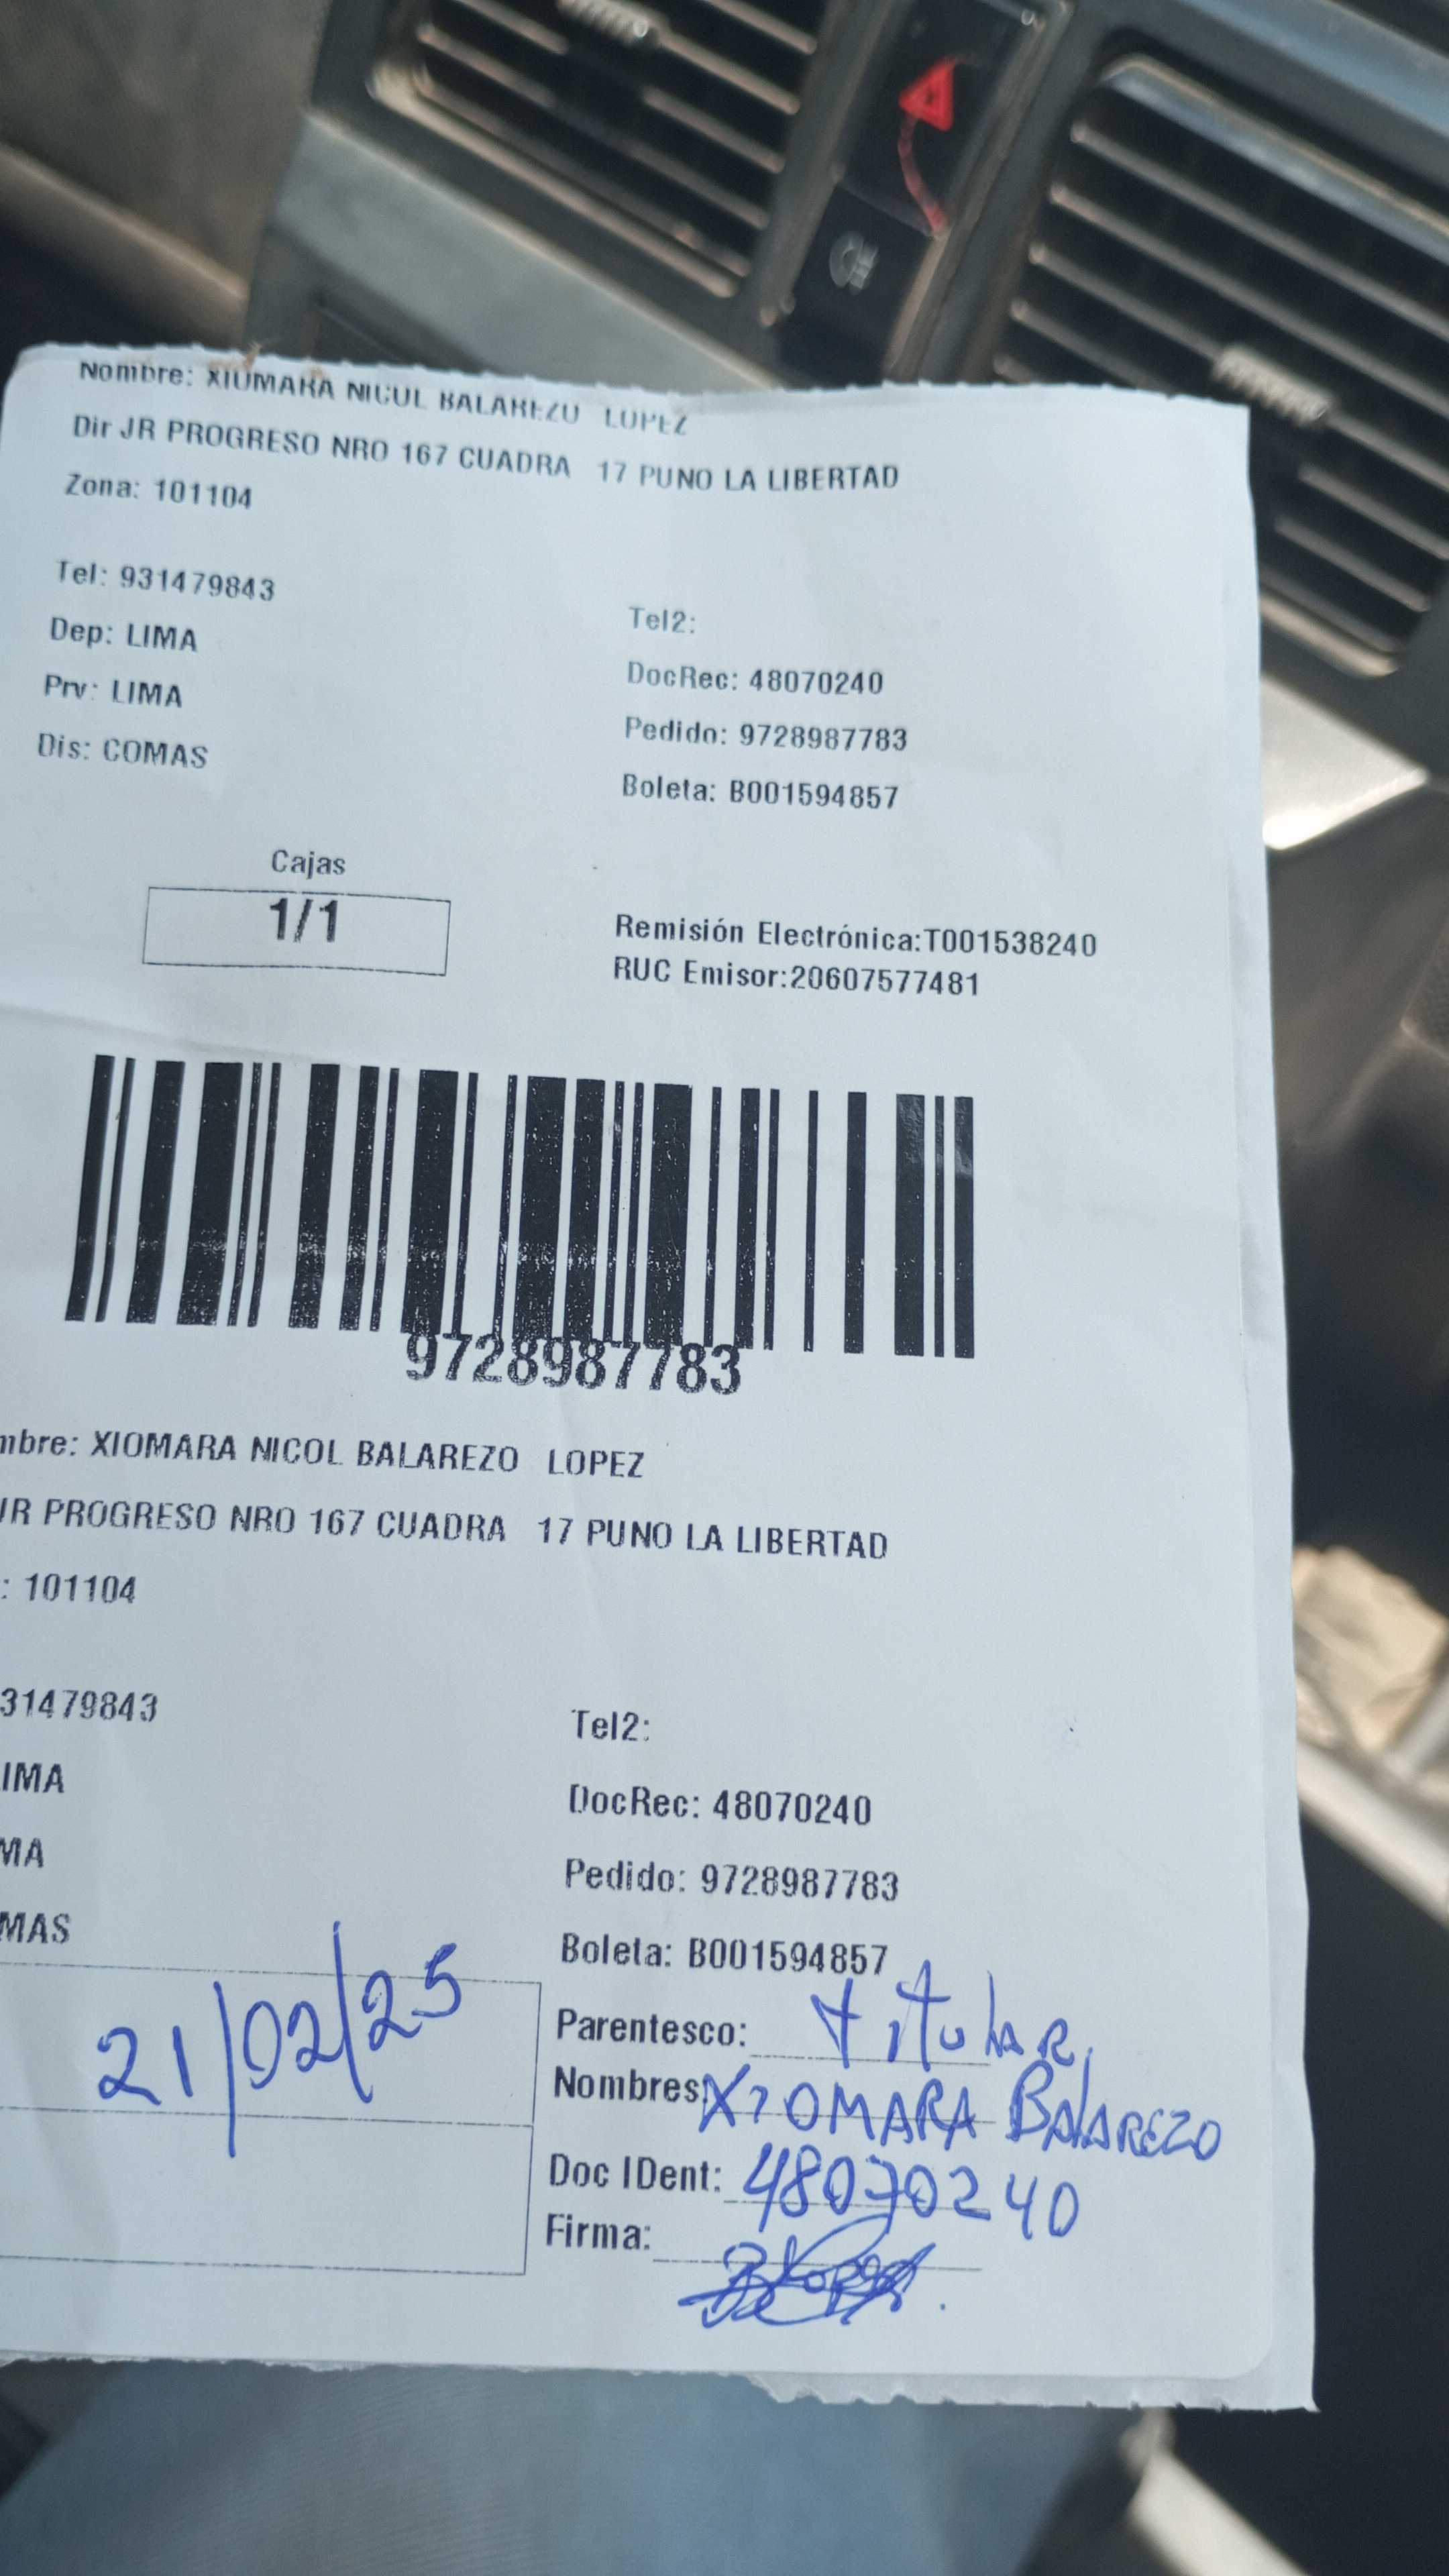 Nombre: XIOMARA NICOL BALAREZO LOPEZ
Dir JR PROGRESO NRO 167 CUADRA 17 PUNO LA LIBERTAD
Zona: 101104
Tel: 931479843
Tel2:
Dep: LIMA
DocRec: 48070240
Prv: LIMA
Pedido: 9728987783
Dis: COMAS
Boleta: B001594857
Cajas
1/1
Remisión Electrónica:T001538240
RUC Emisor:20607577481
9728987783
mbre: XIOMARA NICOL BALAREZO LOPEZ
JR PROGRESO NRO 167 CUADRA 17 PUNO LA LIBERTAD
: 101104
31479843
Tel2:
IMA
DocRec: 48070240
MA
Pedido: 9728987783
MAS
Boleta: B001594857
21/02/25
Parentesco: titular
Nombres: XIOMARA BALAREZO
Doc IDent: 48070240
Firma: